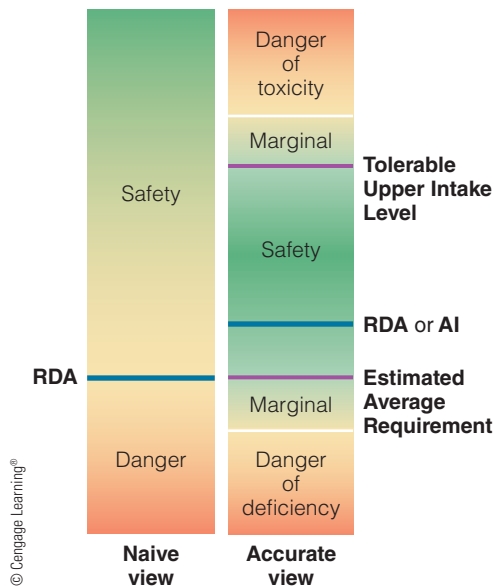 Safety
RDA
Danger
Naive
view
Danger
of
toxicity
Marginal
Tolerable
Upper Intake
Level
Safety
RDA or AI
Estimated
Average
Requirement
Marginal
Danger
of
deficiency
Accurate
view
© Cengage Learning®